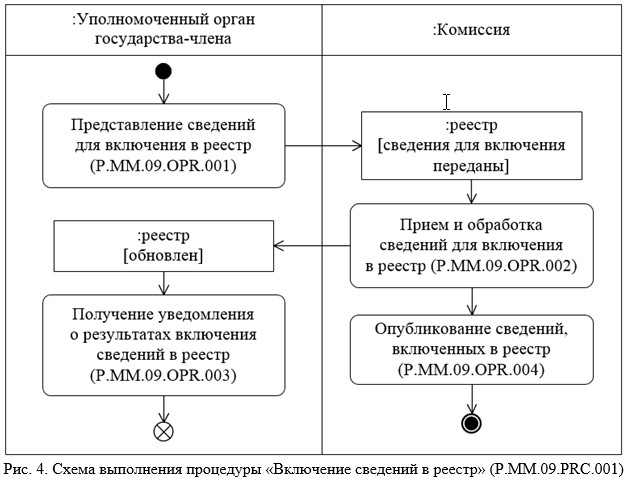 :Уполномоченный орган
государства-члена
:Комиссия
Представление сведений
для включения в реестр
(P.MM.09.OPR.001)
:реестр
[сведения для включения
переданы]
:реестр
[обновлен]
Прием и обработка
сведений для включения
в реестр (P.MM.09.OPR.002)
Получение уведомления
о результатах включения
сведений в реестр
(P.MM.09.OPR.003)
Опубликование сведений,
включенных в реестр
(P.MM.09.OPR.004)
Рис. 4. Схема выполнения процедуры «Включение сведений в реестр» (P.MM.09.PRC.001)